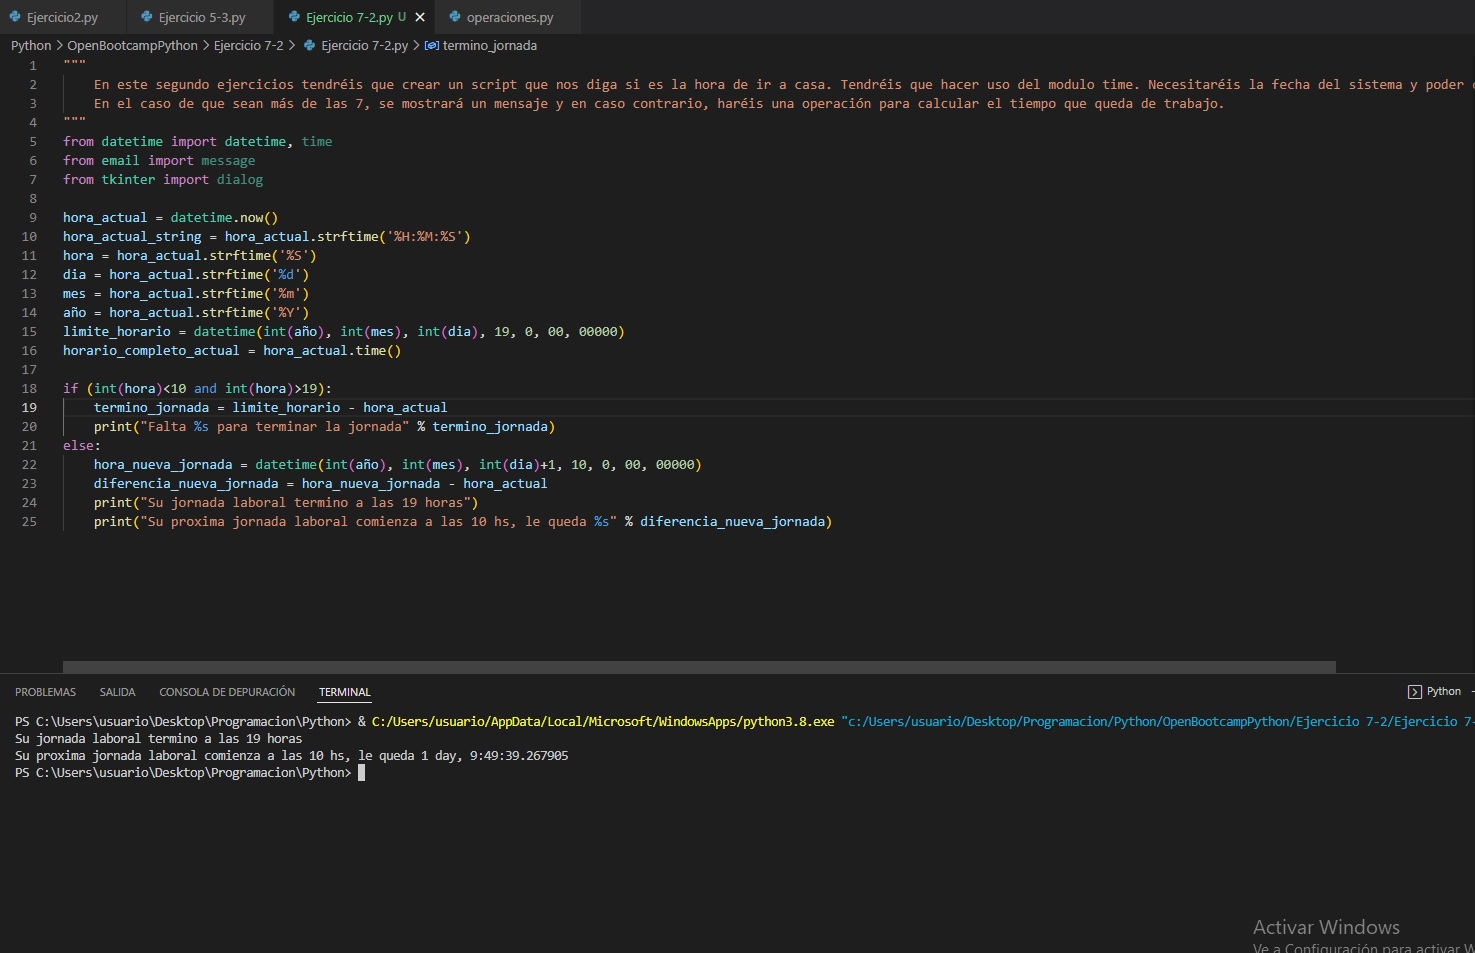 Ejercicio2.py Ejercicio 5-3.py Ejercicio 7-2.py U operaciones.py
Python > OpenBootcampPython > Ejercicio 7-2 > Ejercicio 7-2.py > termino_jornada
1 """
2     En este segundo ejercicios tendréis que crear un script que nos diga si es la hora de ir a casa. Tendréis que hacer uso del modulo time. Necesitaréis la fecha del sistema y poder
3     En el caso de que sean más de las 7, se mostrará un mensaje y en caso contrario, haréis una operación para calcular el tiempo que queda de trabajo.
4 """
5 from datetime import datetime, time
6 from email import message
7 from tkinter import dialog
8
9 hora_actual = datetime.now()
10 hora_actual_string = hora_actual.strftime('%H:%M:%S')
11 hora = hora_actual.strftime('%S')
12 dia = hora_actual.strftime('%d')
13 mes = hora_actual.strftime('%m')
14 año = hora_actual.strftime('%Y')
15 limite_horario = datetime(int(año), int(mes), int(dia), 19, 0, 00, 00000)
16 horario_completo_actual = hora_actual.time()
17
18 if (int(hora)<10 and int(hora)>19):
19     termino_jornada = limite_horario - hora_actual
20     print("Falta %s para terminar la jornada" % termino_jornada)
21 else:
22     hora_nueva_jornada = datetime(int(año), int(mes), int(dia)+1, 10, 0, 00, 00000)
23     diferencia_nueva_jornada = hora_nueva_jornada - hora_actual
24     print("Su jornada laboral termino a las 19 horas")
25     print("Su proxima jornada laboral comienza a las 10 hs, le queda %s" % diferencia_nueva_jornada)
PROBLEMAS SALIDA CONSOLA DE DEPURACIÓN TERMINAL Python
PS C:\Users\usuario\Desktop\Programacion\Python> & C:/Users/usuario/AppData/Local/Microsoft/WindowsApps/python3.8.exe "c:/Users/usuario/Desktop/Programacion/Python/OpenBootcampPython/Ejercicio 7-2/Ejercicio 7-
Su jornada laboral termino a las 19 horas
Su proxima jornada laboral comienza a las 10 hs, le queda 1 day, 9:49:39.267905
PS C:\Users\usuario\Desktop\Programacion\Python>
Activar Windows
Ve a Configuración para activar W